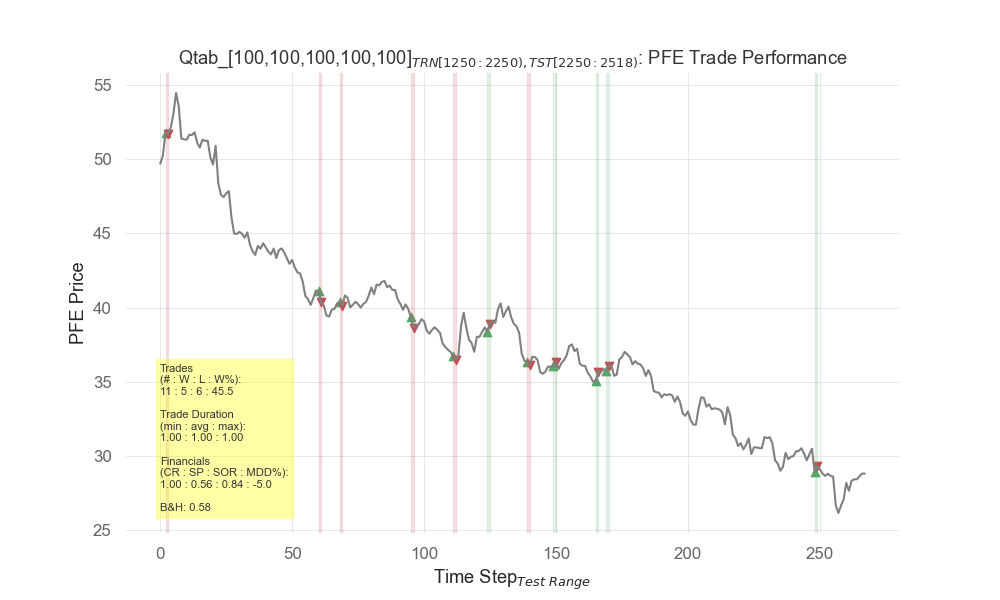 Qtab_[100,100,100,100,100]TRN[1250:2250),TST[2250:2518): PFE Trade Performance
55
50
45
40
35
30
25
PFE Price
Trades
(# : W : L : W%):
11 : 5 : 6 : 45.5
Trade Duration
(min : avg : max):
1.00 : 1.00 : 1.00
Financials
(CR : SP : SOR : MDD%):
1.00 : 0.56 : 0.84 : -5.0
B&H: 0.58
0 50 100 150 200 250
Time Step Test Range